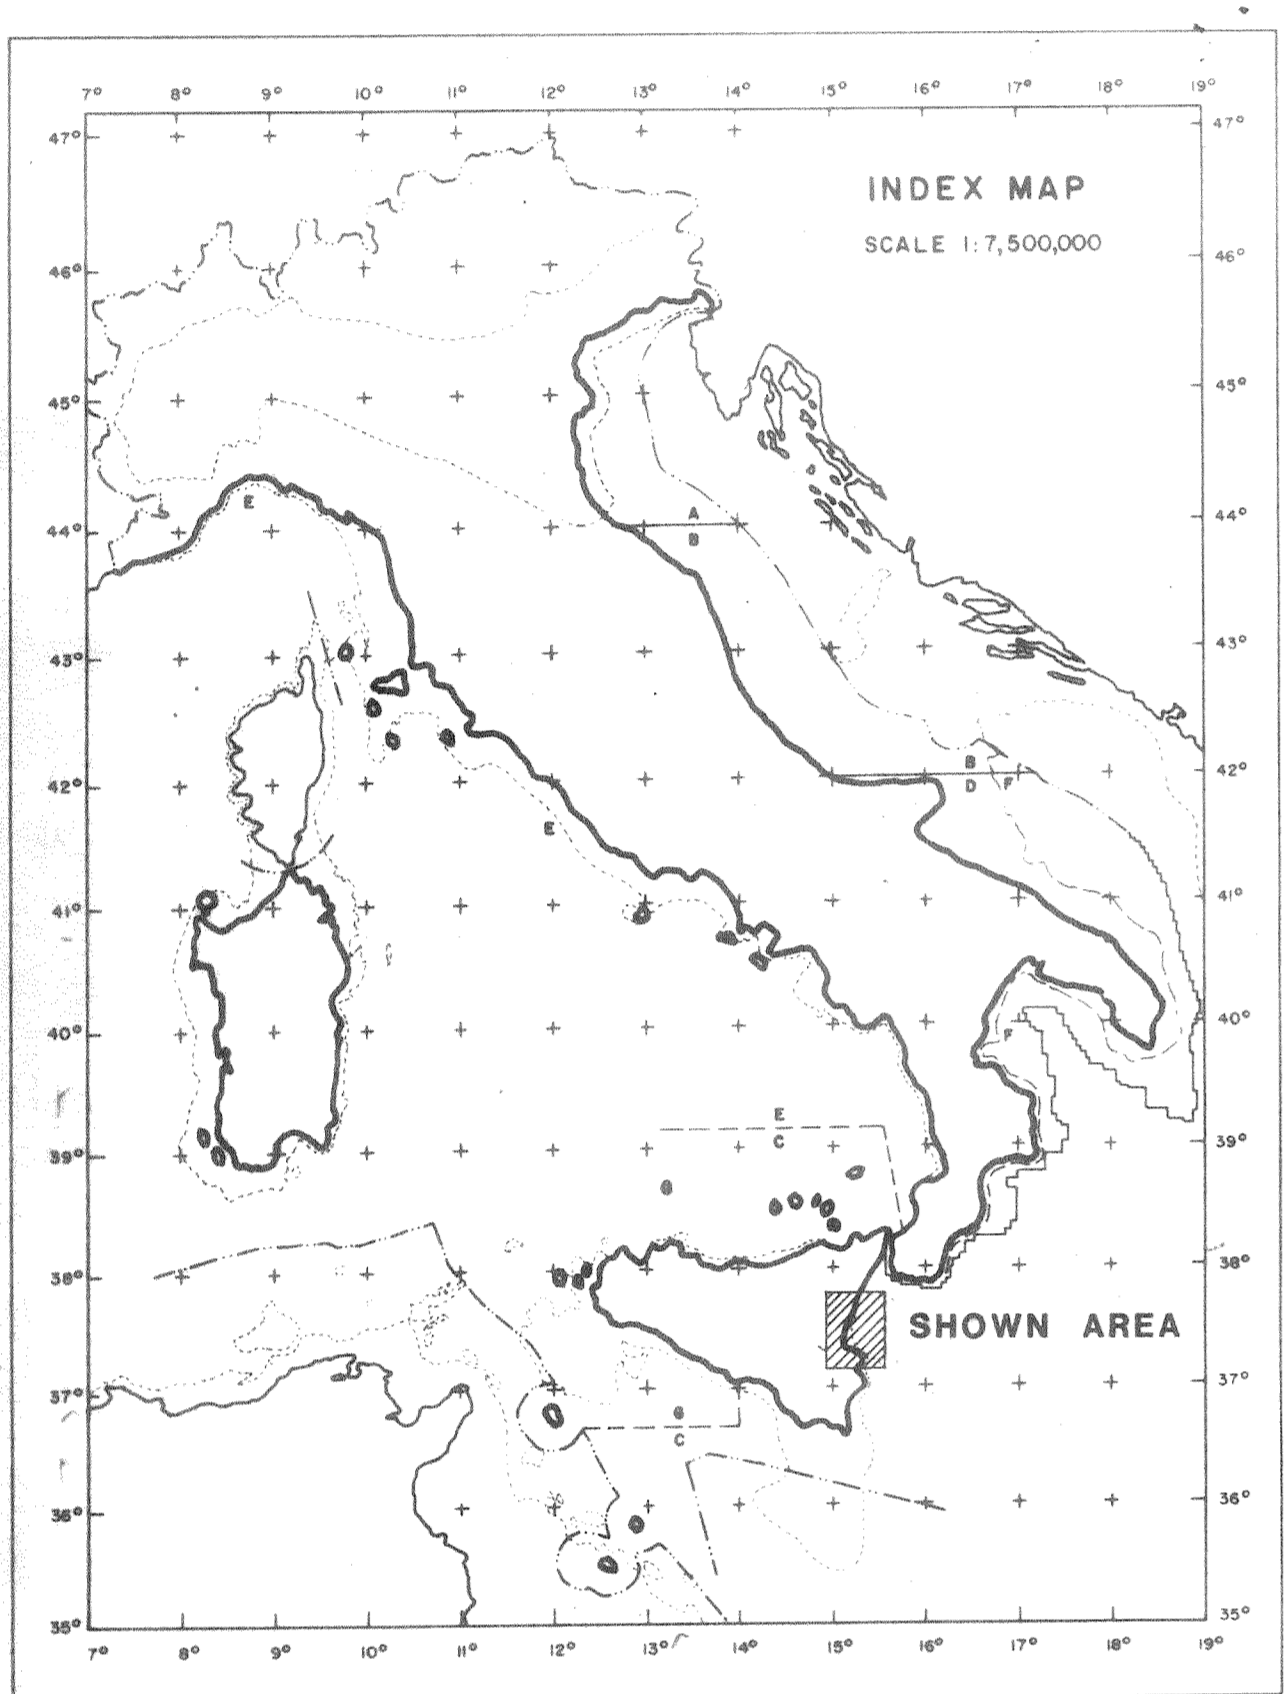 7° 8° 9° 10° 11° 12° 13° 14° 15° 16° 17° 18° 19°
47° 47°
INDEX MAP
SCALE 1:7,500,000
46° 46°
45° 45°
E
A
44° 44°
B
43° 43°
B
42° 42°
D F
E
41° 41°
40° 40°
F
E
39° 39°
C
G
38° 38°
SHOWN AREA
37° 37°
G
C
36° 36°
35° 35°
7° 8° 9° 10° 11° 12° 13° 14° 15° 16° 17° 18° 19°